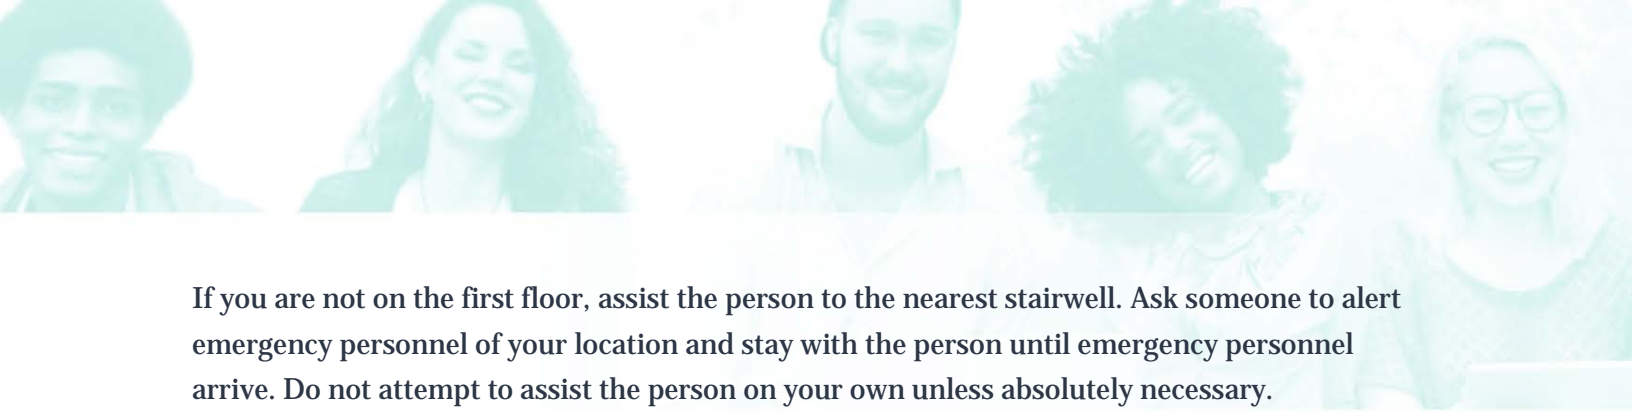 If you are not on the first floor, assist the person to the nearest stairwell. Ask someone to alert
emergency personnel of your location and stay with the person until emergency personnel
arrive. Do not attempt to assist the person on your own unless absolutely necessary.